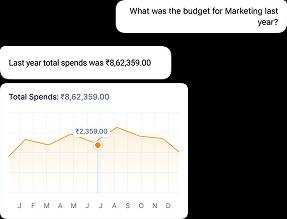 What was the budget for Marketing last
year?
Last year total spends was ₹8,62,359.00
Total Spends: ₹8,62,359.00
₹2,359.00
J F M A M J J A S O N D